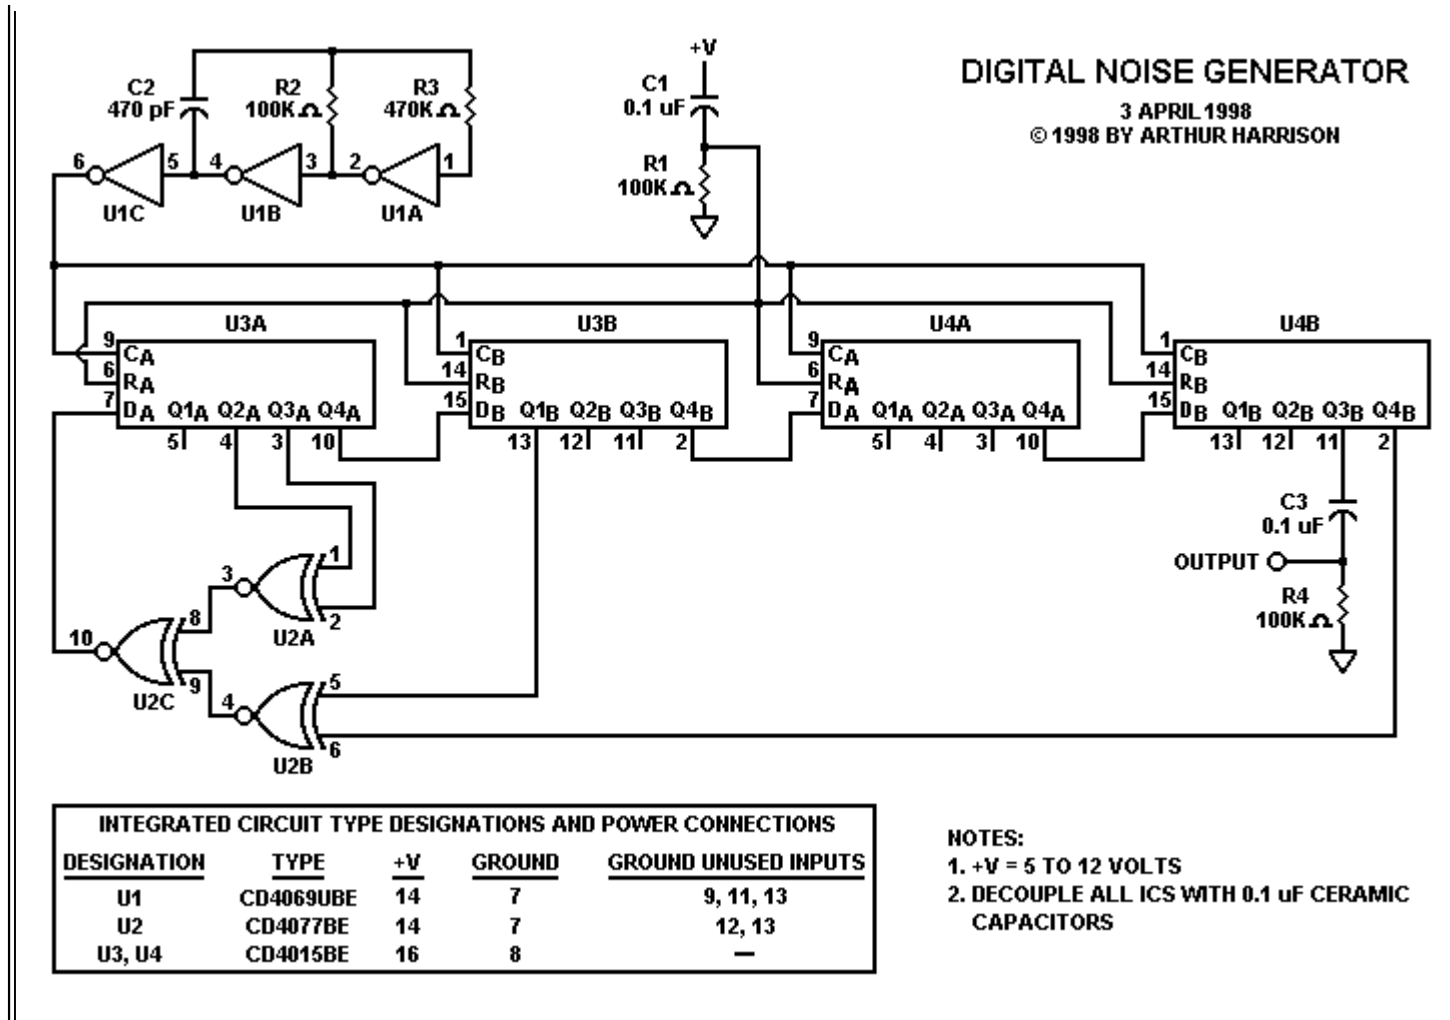 DIGITAL NOISE GENERATOR
3 APRIL 1998
© 1998 BY ARTHUR HARRISON
+V
C1
0.1 uF
R1
100K Ω
C2
470 pF
R2
100K Ω
R3
470K Ω
6 5 4 3 2 1
U1C U1B U1A
U3A U3B U4A U4B
9 CA
6 RA
7 DA Q1A Q2A Q3A Q4A
5 4 3 10
1 CB
14 RB
15 DB Q1B Q2B Q3B Q4B
13 12 11 2
9 CA
6 RA
7 DA Q1A Q2A Q3A Q4A
5 4 3 10
1 CB
14 RB
15 DB Q1B Q2B Q3B Q4B
13 12 11 2
C3
0.1 uF
OUTPUT
R4
100K Ω
3 1
2
U2A
10 8
9
U2C
4 5
6
U2B
INTEGRATED CIRCUIT TYPE DESIGNATIONS AND POWER CONNECTIONS
DESIGNATION TYPE +V GROUND GROUND UNUSED INPUTS
U1 CD4069UBE 14 7 9, 11, 13
U2 CD4077BE 14 7 12, 13
U3, U4 CD4015BE 16 8 —
NOTES:
1. +V = 5 TO 12 VOLTS
2. DECOUPLE ALL ICS WITH 0.1 uF CERAMIC
CAPACITORS